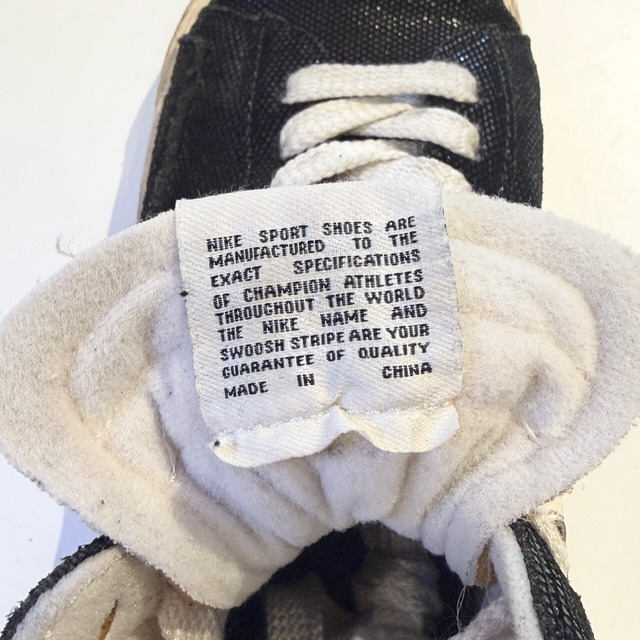 NIKE SPORT SHOES ARE
MANUFACTURED TO THE
EXACT SPECIFICATIONS
OF CHAMPION ATHLETES
THROUGHOUT THE WORLD
THE NIKE NAME AND
SWOOSH STRIPE ARE YOUR
GUARANTEE OF QUALITY
MADE IN CHINA